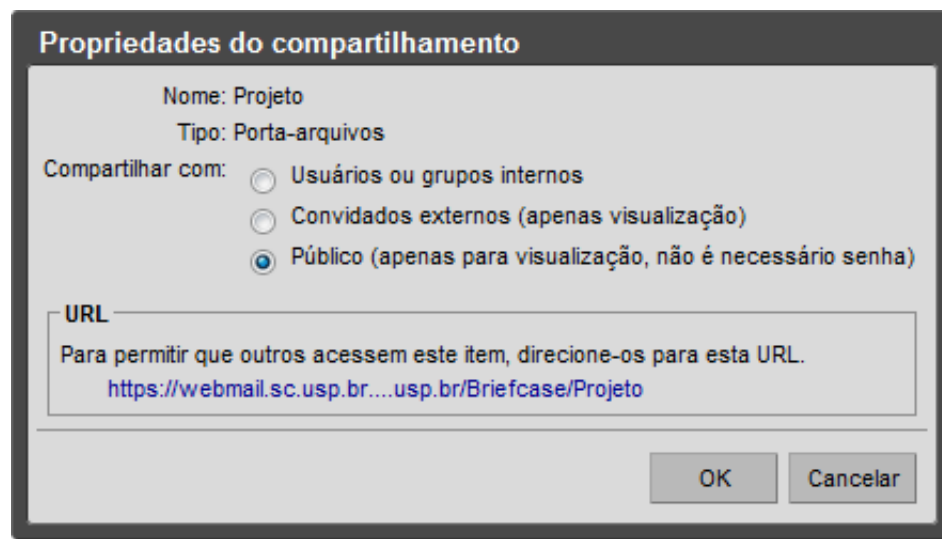 Propriedades do compartilhamento
Nome: Projeto
Tipo: Porta-arquivos
Compartilhar com:
Usuários ou grupos internos
Convidados externos (apenas visualização)
Público (apenas para visualização, não é necessário senha)
URL
Para permitir que outros acessem este item, direcione-os para esta URL.
https://webmail.sc.usp.br....usp.br/Briefcase/Projeto
OK Cancelar